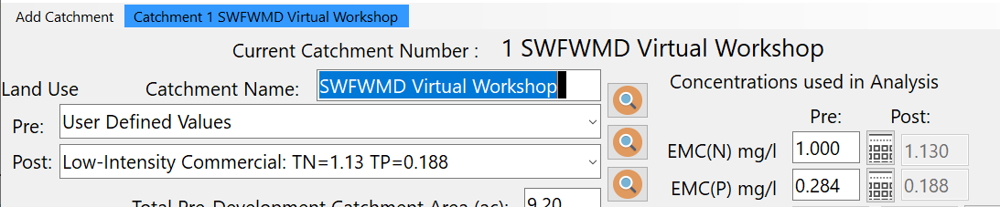 Add Catchment
Catchment 1 SWFWMD Virtual Workshop
Current Catchment Number : 1 SWFWMD Virtual Workshop
Land Use
Catchment Name: SWFWMD Virtual Workshop
Concentrations used in Analysis
Pre: User Defined Values
Pre: Post:
Post: Low-Intensity Commercial: TN=1.13 TP=0.188
EMC(N) mg/l 1.000 1.130
EMC(P) mg/l 0.284 0.188
Total Pre-Development Catchment Area (ac): 9.20